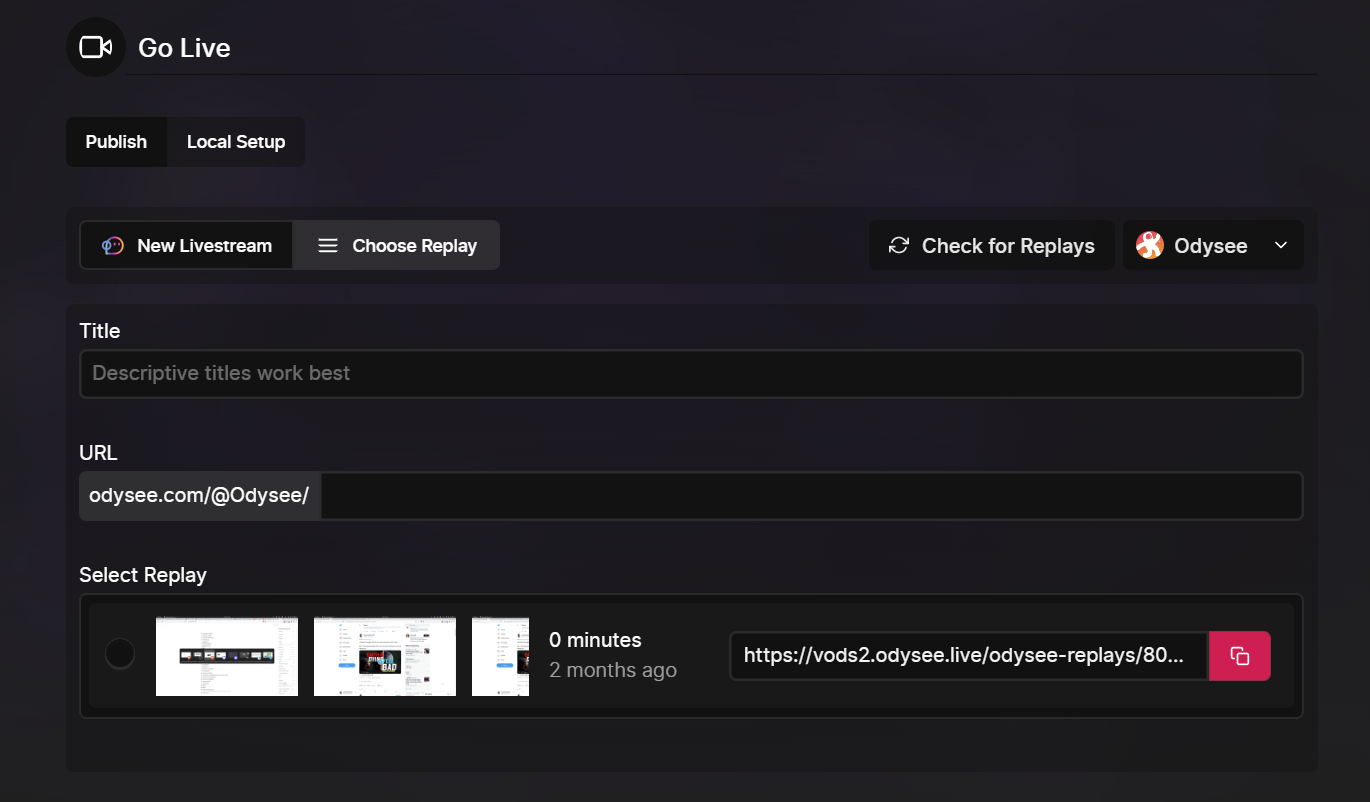 Go Live
Publish
Local Setup
New Livestream
Choose Replay
Check for Replays
Odysee
Title
Descriptive titles work best
URL
odysee.com/@Odysee/
Select Replay
0 minutes
2 months ago
https://vods2.odysee.live/odysee-replays/80...